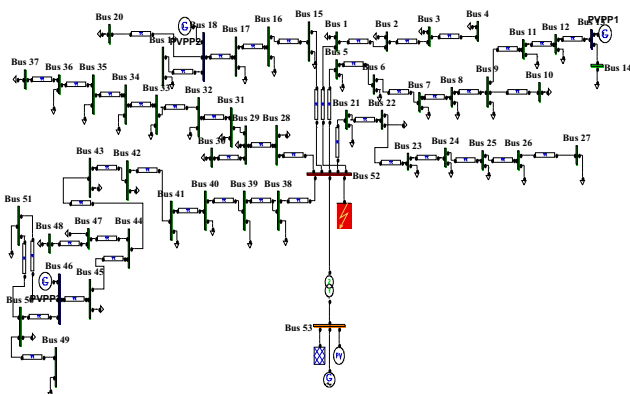 Bus 20
Bus 18
PVPP2
Bus 17
Bus 16
Bus 15
Bus 1
Bus 2
Bus 3
Bus 4
Bus 5
Bus 6
Bus 7
Bus 8
Bus 9
Bus 10
Bus 11
Bus 12
PVPP1
Bus 14
Bus 37
Bus 36
Bus 35
Bus 34
Bus 33
Bus 32
Bus 31
Bus 29
Bus 28
Bus 30
Bus 21
Bus 22
Bus 23
Bus 24
Bus 25
Bus 26
Bus 27
Bus 43
Bus 42
Bus 41
Bus 40
Bus 39
Bus 38
Bus 52
Bus 51
Bus 48
Bus 47
Bus 44
Bus 46
Bus 45
Bus 49
Bus 53
PV
G